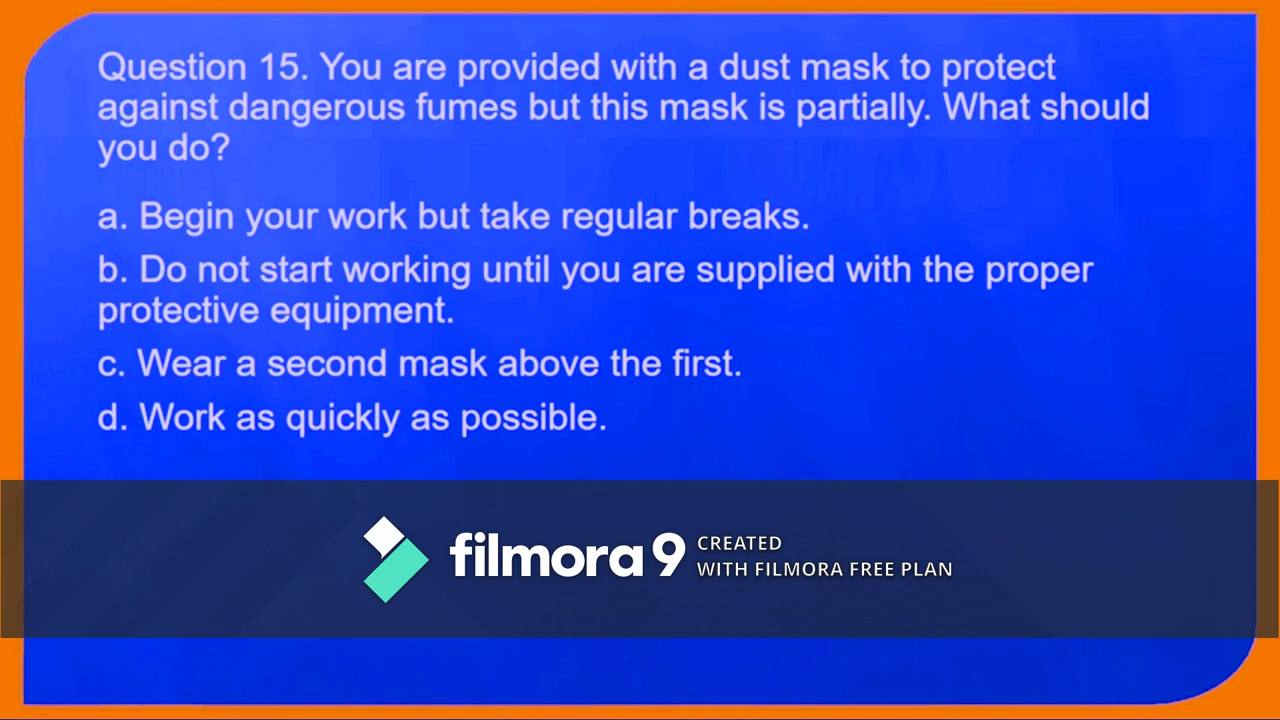 Question 15. You are provided with a dust mask to protect
against dangerous fumes but this mask is partially. What should
you do?
a. Begin your work but take regular breaks.
b. Do not start working until you are supplied with the proper
protective equipment.
c. Wear a second mask above the first.
d. Work as quickly as possible.
filmora 9 CREATED
WITH FILMORA FREE PLAN